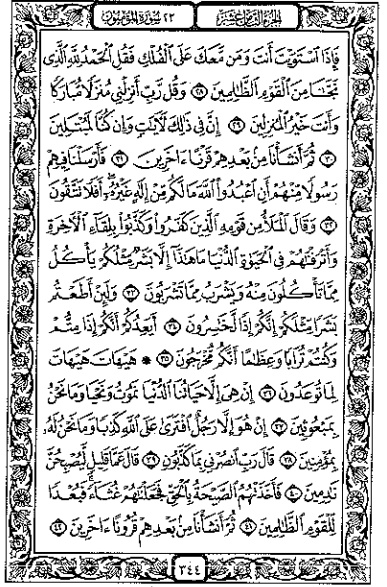 الجزء الثامن عشر ٢٣ سورة المؤمنون
فَإِذَا ٱسْتَوَيْتَ أَنتَ وَمَن مَّعَكَ عَلَى ٱلْفُلْكِ فَقُلِ ٱلْحَمْدُ لِلَّهِ ٱلَّذِى
نَجَّىٰنَا مِنَ ٱلْقَوْمِ ٱلظَّٰلِمِينَ ٢٨ وَقُل رَّبِّ أَنزِلْنِى مُنزَلًا مُّبَارَكًا
وَأَنتَ خَيْرُ ٱلْمُنزِلِينَ ٢٩ إِنَّ فِى ذَٰلِكَ لَءَايَٰتٍ وَإِن كُنَّا لَمُبْتَلِينَ
٣٠ ثُمَّ أَنشَأْنَا مِنۢ بَعْدِهِمْ قَرْنًا ءَاخَرِينَ ٣١ فَأَرْسَلْنَا فِيهِمْ
رَسُولًا مِّنْهُمْ أَنِ ٱعْبُدُوا۟ ٱللَّهَ مَا لَكُم مِّنْ إِلَٰهٍ غَيْرُهُۥٓ أَفَلَا تَتَّقُونَ
٣٢ وَقَالَ ٱلْمَلَأُ مِن قَوْمِهِ ٱلَّذِينَ كَفَرُوا۟ وَكَذَّبُوا۟ بِلِقَآءِ ٱلْءَاخِرَةِ
وَأَتْرَفْنَٰهُمْ فِى ٱلْحَيَوٰةِ ٱلدُّنْيَا مَا هَٰذَآ إِلَّا بَشَرٌ مِّثْلُكُمْ يَأْكُلُ
مِمَّا تَأْكُلُونَ مِنْهُ وَيَشْرَبُ مِمَّا تَشْرَبُونَ ٣٣ وَلَئِنْ أَطَعْتُم
بَشَرًا مِّثْلَكُمْ إِنَّكُمْ إِذًا لَّخَٰسِرُونَ ٣٤ أَيَعِدُكُمْ أَنَّكُمْ إِذَا مِتُّمْ
وَكُنتُمْ تُرَابًا وَعِظَٰمًا أَنَّكُم مُّخْرَجُونَ ٣٥ * هَيْهَاتَ هَيْهَاتَ
لِمَا تُوعَدُونَ ٣٦ إِنْ هِىَ إِلَّا حَيَاتُنَا ٱلدُّنْيَا نَمُوتُ وَنَحْيَا وَمَا نَحْنُ
بِمَبْعُوثِينَ ٣٧ إِنْ هُوَ إِلَّا رَجُلٌ ٱفْتَرَىٰ عَلَى ٱللَّهِ كَذِبًا وَمَا نَحْنُ لَهُۥ
بِمُؤْمِنِينَ ٣٨ قَالَ رَبِّ ٱنصُرْنِى بِمَا كَذَّبُونِ ٣٩ قَالَ عَمَّا قَلِيلٍ لَّيُصْبِحُنَّ
نَٰدِمِينَ ٤٠ فَأَخَذَتْهُمُ ٱلصَّيْحَةُ بِٱلْحَقِّ فَجَعَلْنَٰهُمْ غُثَآءً فَبُعْدًا
لِّلْقَوْمِ ٱلظَّٰلِمِينَ ٤١ ثُمَّ أَنشَأْنَا مِنۢ بَعْدِهِمْ قُرُونًا ءَاخَرِينَ ٤٢
٣٤٤